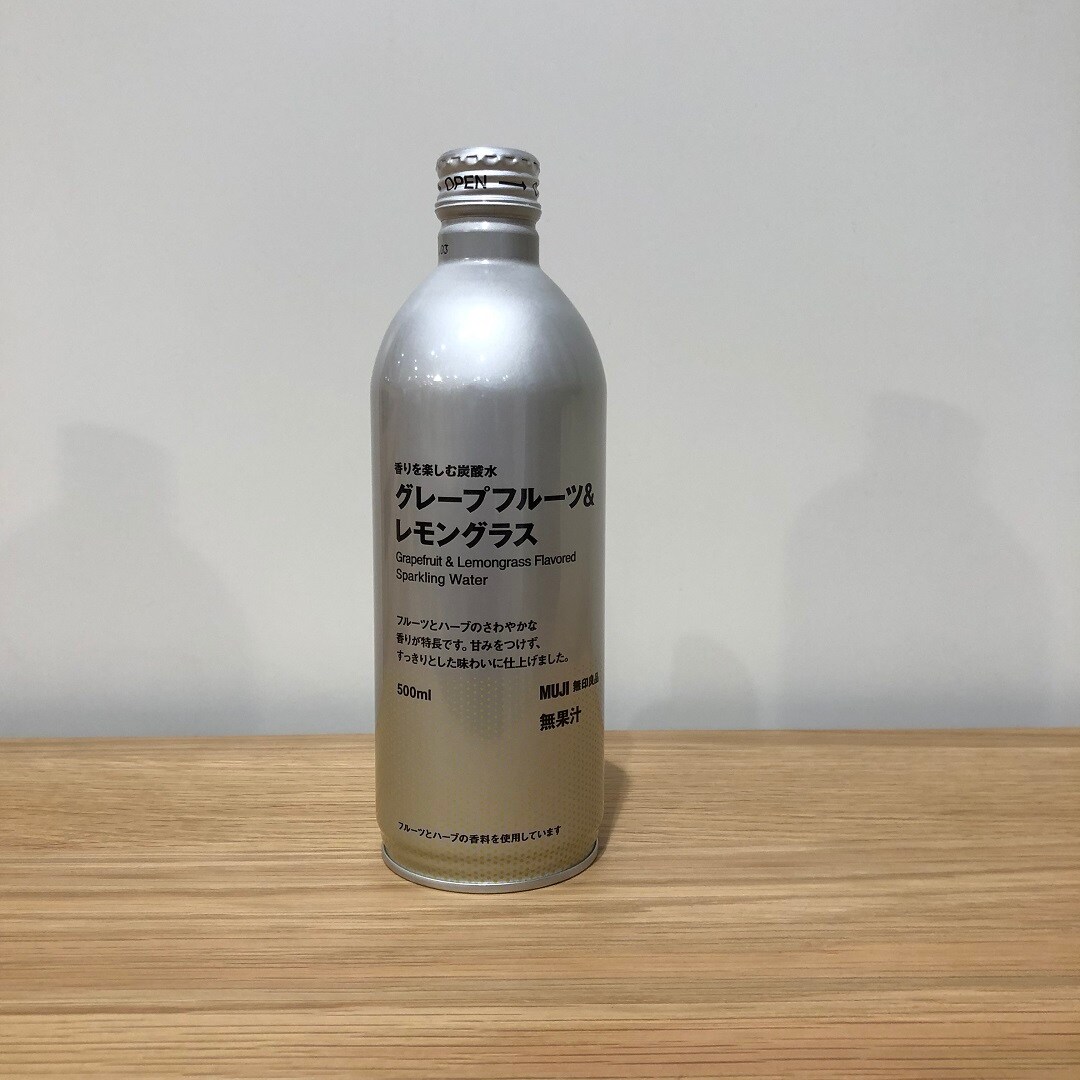 OPEN →
03
香りを楽しむ炭酸水
グレープフルーツ&
レモングラス
Grapefruit & Lemongrass Flavored
Sparkling Water
フルーツとハーブのさわやかな
香りが特長です。甘みをつけず、
すっきりとした味わいに仕上げました。
500ml
MUJI 無印良品
無果汁
フルーツとハーブの香料を使用しています